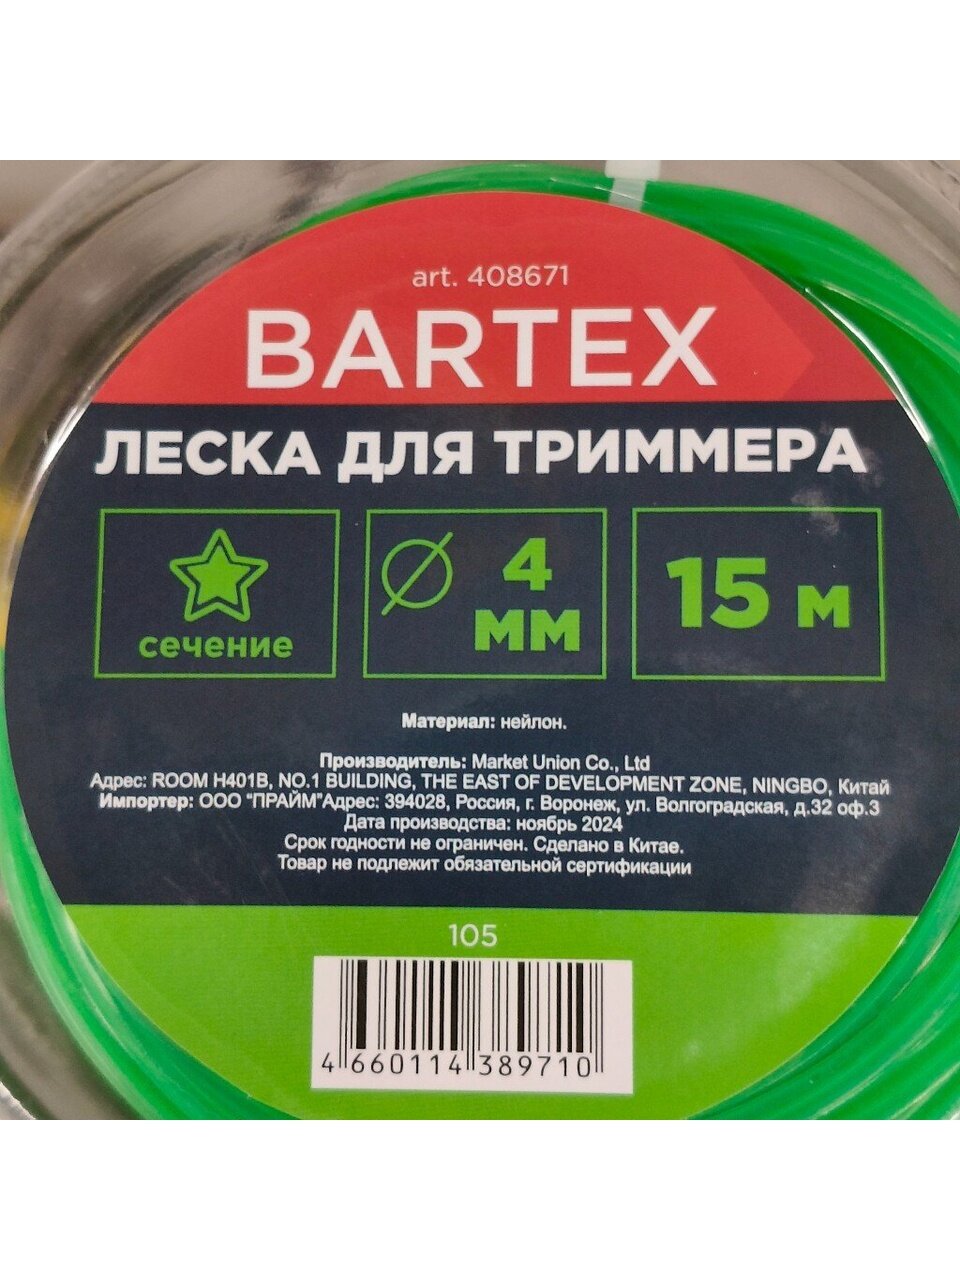 art. 408671
BARTEX
ЛЕСКА ДЛЯ ТРИММЕРА
сечение
4
мм
15 м
Материал: нейлон.
Производитель: Market Union Co., Ltd
Адрес: ROOM H401B, NO.1 BUILDING, THE EAST OF DEVELOPMENT ZONE, NINGBO, Китай
Импортер: ООО "ПРАЙМ"Адрес: 394028, Россия, г. Воронеж, ул. Волгоградская, д.32 оф.3
Дата производства: ноябрь 2024
Срок годности не ограничен. Сделано в Китае.
Товар не подлежит обязательной сертификации
105
4 660114 389710